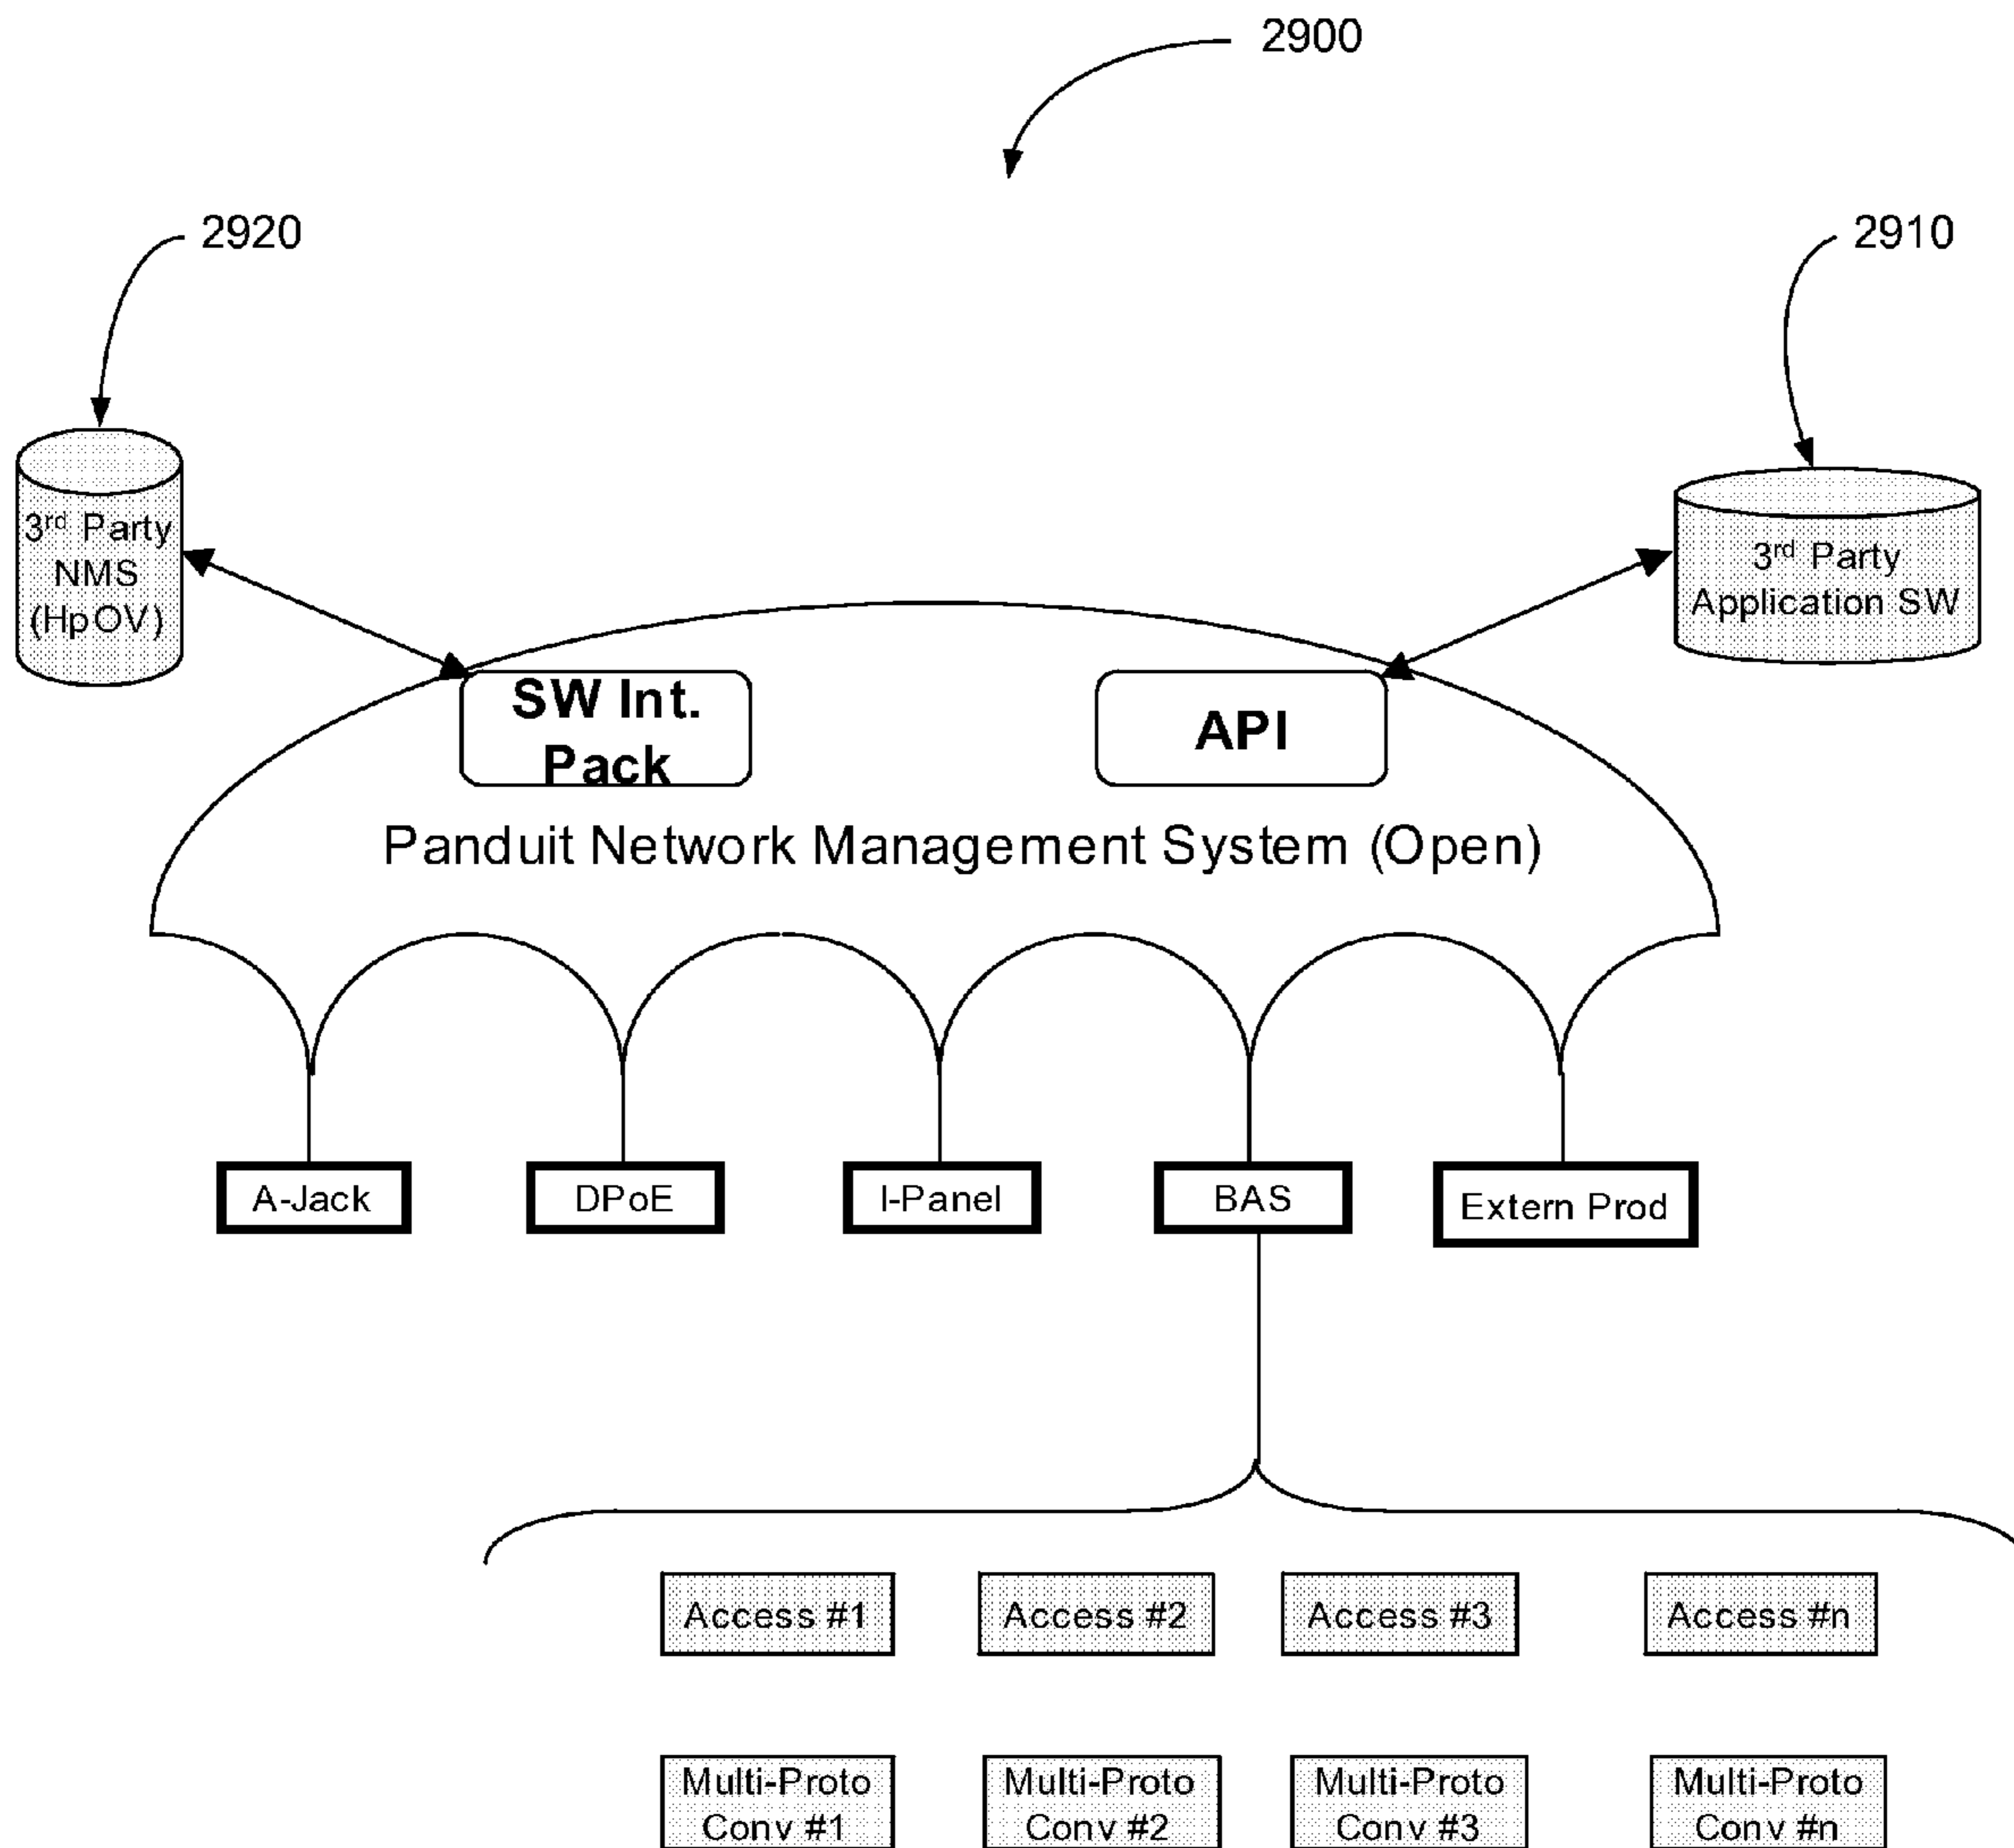 2900
2920
2910
3rd Party
NMS
(HpOV)
3rd Party
Application SW
SW Int.
Pack
API
Panduit Network Management System (Open)
A-Jack
DPoE
I-Panel
BAS
Extern Prod
Access #1
Access #2
Access #3
Access #n
Multi-Proto
Conv #1
Multi-Proto
Conv #2
Multi-Proto
Conv #3
Multi-Proto
Conv #n